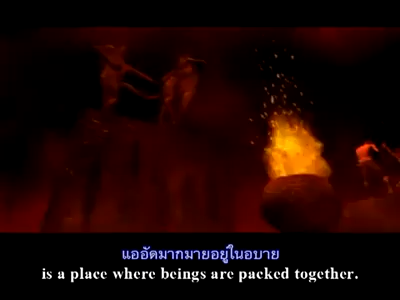 แออัดมากมายอยู่ในอบาย
is a place where beings are packed together.